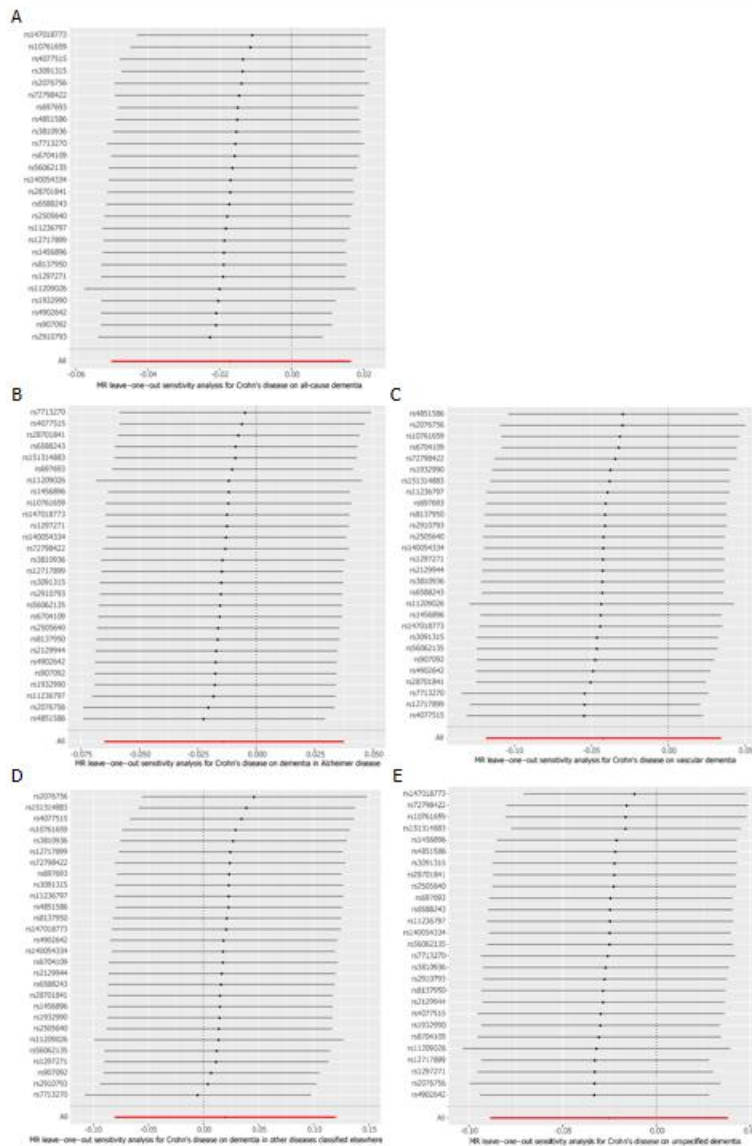 A
rs147018773
rs10761659
rs4077515
rs3091315
rs2076756
rs72798422
rs697693
rs4851586
rs3810936
rs7713270
rs6704109
rs56062135
rs140054334
rs28701841
rs6588243
rs2505640
rs11236797
rs12717899
rs1456896
rs8137950
rs1297271
rs11209026
rs1932990
rs4902642
rs907092
rs2910793
All
-0.06 -0.04 -0.02 0.00 0.02
MR leave-one-out sensitivity analysis for Crohn's disease on all-cause dementia
B
rs7713270
rs4077515
rs28701841
rs6588243
rs151314883
rs697693
rs11209026
rs1456896
rs10761659
rs147018773
rs1297271
rs140054334
rs72798422
rs3810936
rs12717899
rs3091315
rs2910793
rs56062135
rs6704109
rs2505640
rs8137950
rs2129944
rs4902642
rs907092
rs1932990
rs11236797
rs2076756
rs4851586
All
-0.075 -0.050 -0.025 0.000 0.025 0.050
MR leave-one-out sensitivity analysis for Crohn's disease on dementia in Alzheimer disease
C
rs4851586
rs2076756
rs10761659
rs6704109
rs72798422
rs1932990
rs151314883
rs11236797
rs697693
rs8137950
rs2910793
rs2505640
rs140054334
rs1297271
rs2129944
rs3810936
rs6588243
rs11209026
rs1456896
rs147018773
rs3091315
rs56062135
rs907092
rs4902642
rs28701841
rs7713270
rs12717899
rs4077515
All
-0.10 -0.05 0.00 0.05
MR leave-one-out sensitivity analysis for Crohn's disease on vascular dementia
D
rs2076756
rs151314883
rs4077515
rs10761659
rs3810936
rs12717899
rs72798422
rs697693
rs3091315
rs11236797
rs4851586
rs8137950
rs147018773
rs4902642
rs140054334
rs6704109
rs2129944
rs6588243
rs28701841
rs1456896
rs1932990
rs2505640
rs11209026
rs56062135
rs1297271
rs907092
rs2910793
rs7713270
All
-0.10 -0.05 0.00 0.05 0.10 0.15
MR leave-one-out sensitivity analysis for Crohn's disease on dementia in other diseases classified elsewhere
E
rs147018773
rs72798422
rs10761659
rs151314883
rs1456896
rs4851586
rs3091315
rs28701841
rs2505640
rs697693
rs6588243
rs11236797
rs140054334
rs56062135
rs7713270
rs3810936
rs2910793
rs8137950
rs2129944
rs4077515
rs1932990
rs6704109
rs11209026
rs12717899
rs1297271
rs2076756
rs4902642
All
-0.10 -0.05 0.00
MR leave-one-out sensitivity analysis for Crohn's disease on unspecified dementia